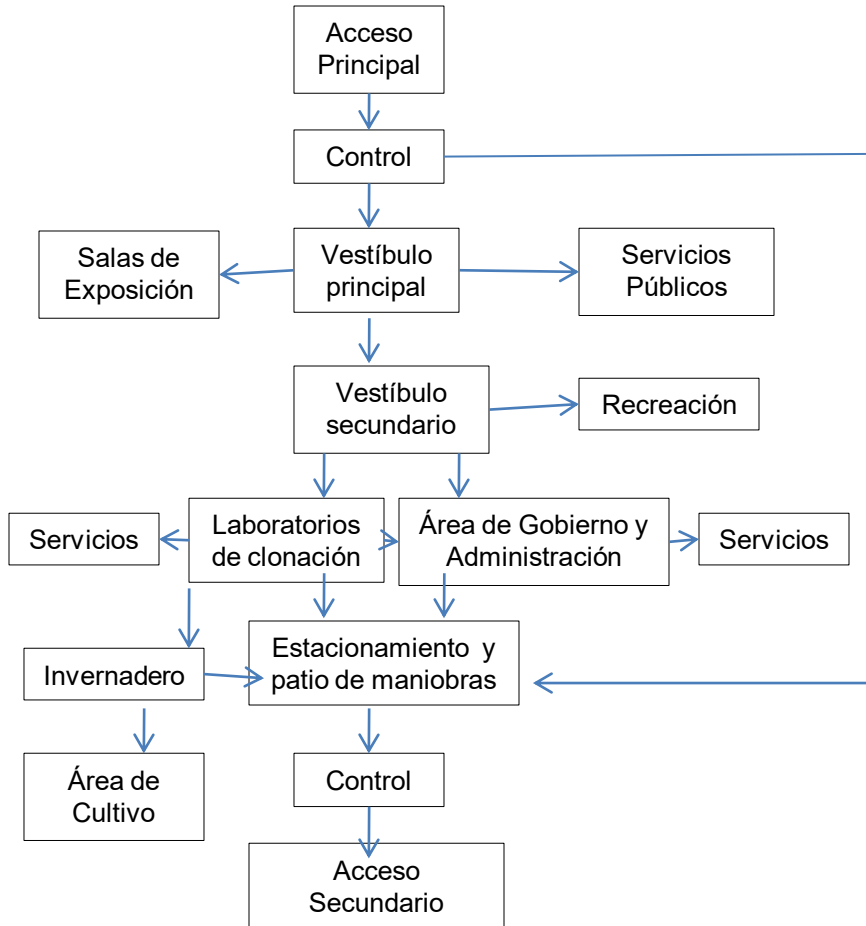 Acceso
Principal
Control
Salas de
Exposición
Vestíbulo
principal
Servicios
Públicos
Vestíbulo
secundario
Recreación
Servicios
Laboratorios
de clonación
Área de Gobierno y
Administración
Servicios
Invernadero
Estacionamiento y
patio de maniobras
Área de
Cultivo
Control
Acceso
Secundario